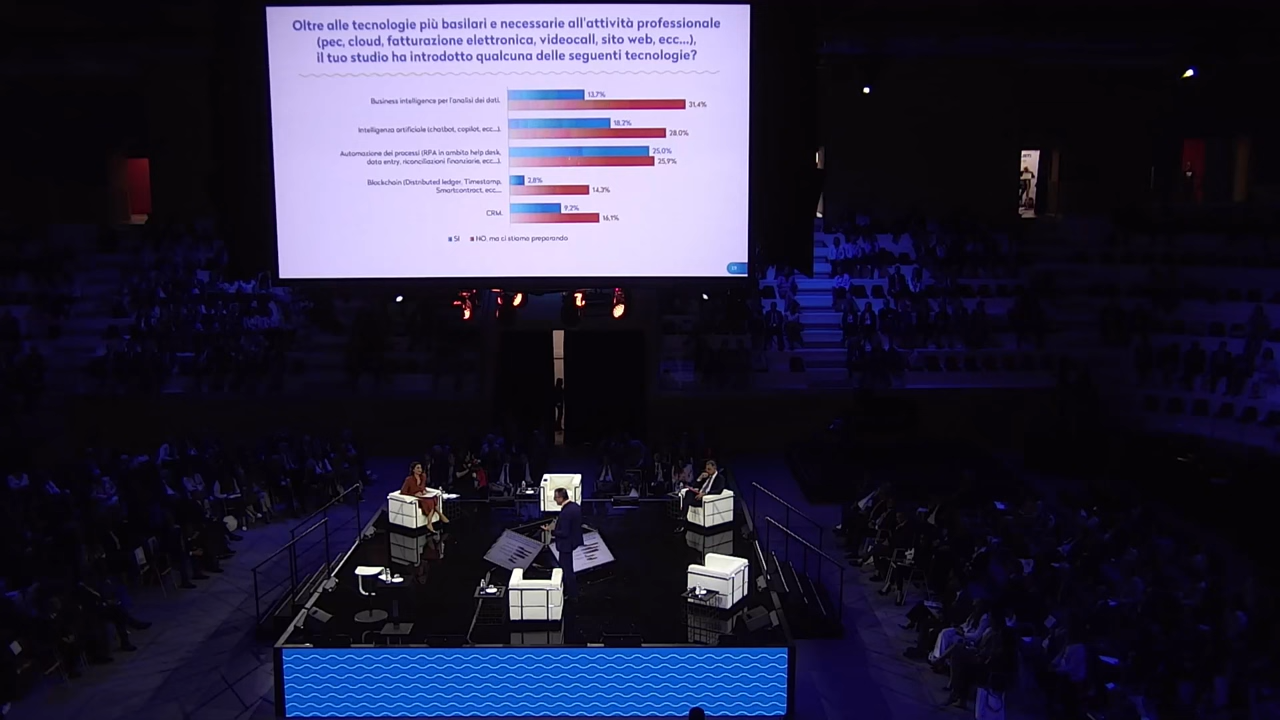 Oltre alle tecnologie più basilari e necessarie all'attività professionale
(pec, cloud, fatturazione elettronica, videocall, sito web, ecc...),
il tuo studio ha introdotto qualcuna delle seguenti tecnologie?
Business intelligence per l'analisi dei dati.
13,7%
31,4%
Intelligenza artificiale (chatbot, copilot, ecc...).
18,2%
28,0%
Automazione dei processi (RPA in ambito help desk,
data entry, riconciliazioni finanziarie, ecc...).
25,0%
25,9%
Blockchain (Distributed ledger, Timestamp,
Smartcontract, ecc...
2,8%
14,3%
CRM.
9,2%
16,1%
SÌ NO, ma ci stiamo preparando